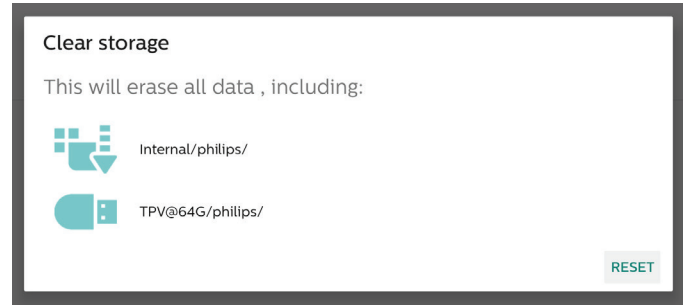 Clear storage
This will erase all data , including:
Internal/philips/
TPV@64G/philips/
RESET